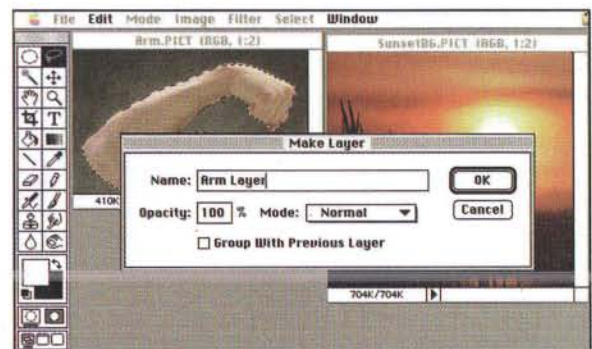 File Edit Mode Image Filter Select Window
Arm.PICT (RGB, 1:2)
Sunset86.PICT (RGB, 1:2)
T
Make Layer
Name: Arm Layer
OK
Opacity: 100 % Mode: Normal
Cancel
Group With Previous Layer
410K
704K/704K